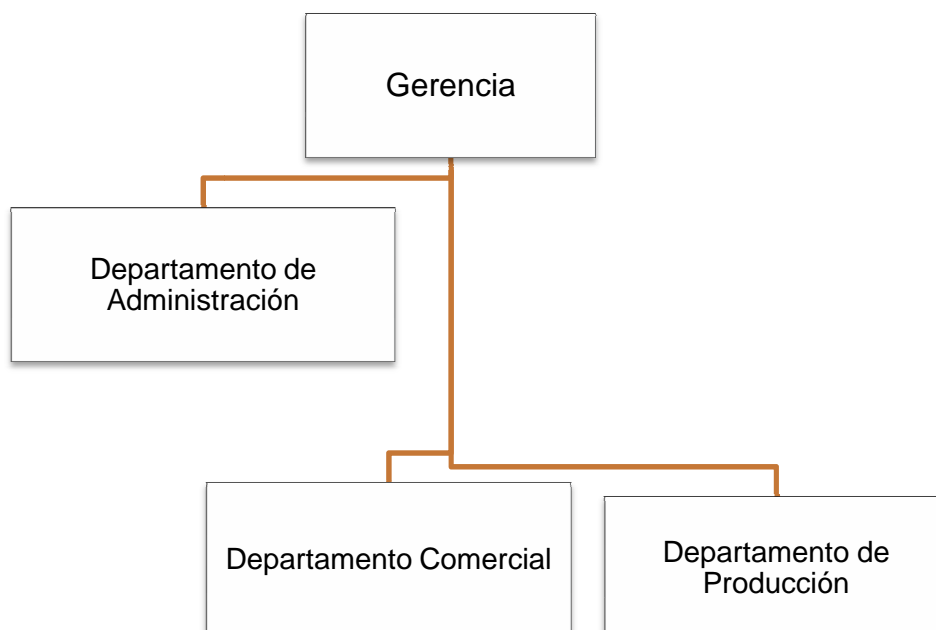 Gerencia
Departamento de
Administración
Departamento Comercial
Departamento de
Producción